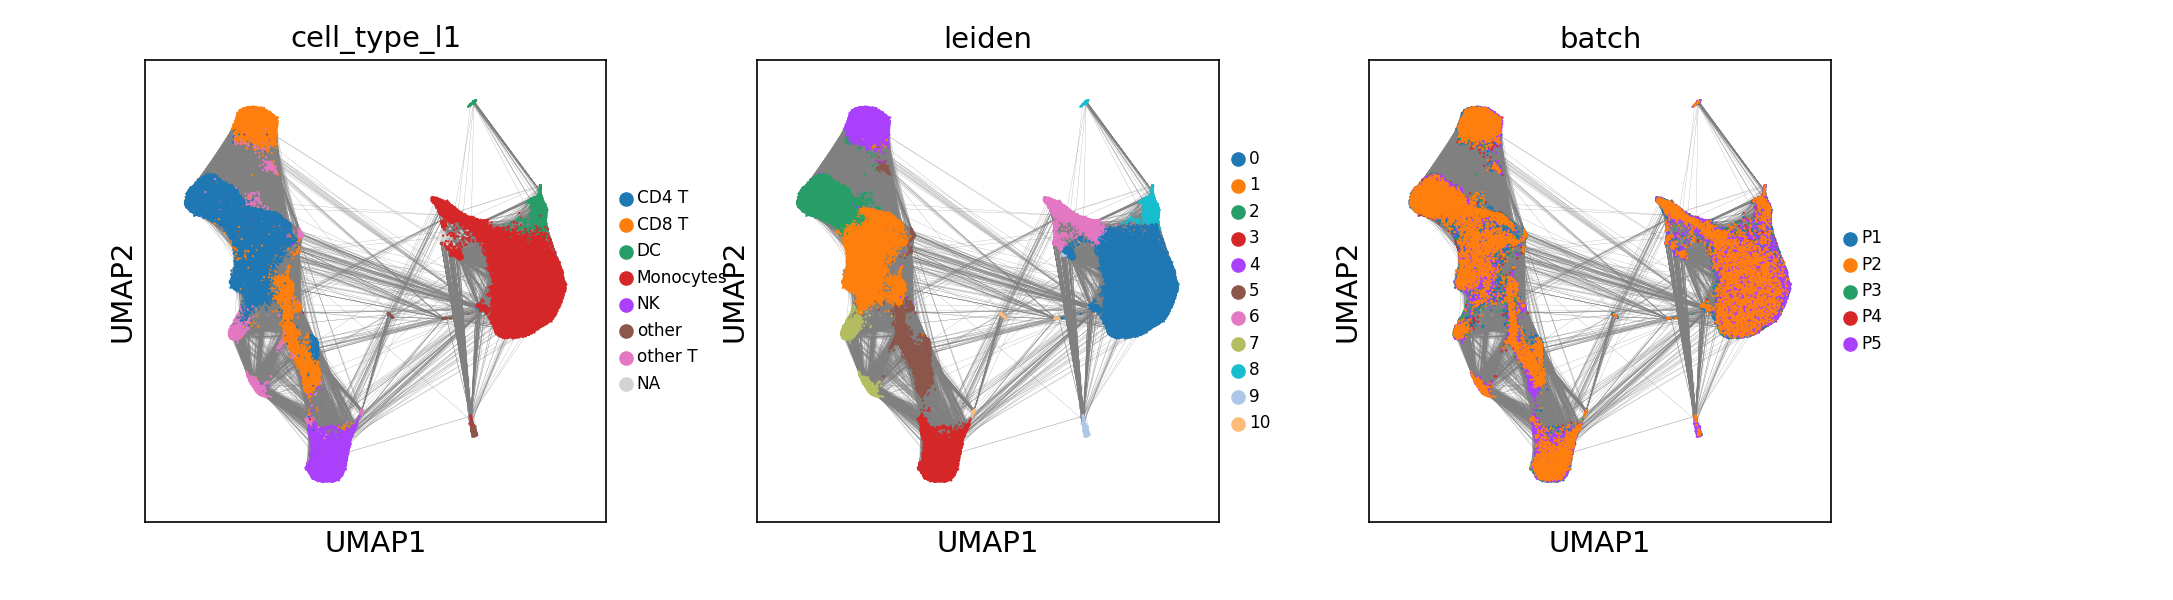 cell_type_l1
UMAP2
UMAP1
CD4 T
CD8 T
DC
Monocytes
NK
other
other T
NA
leiden
UMAP2
UMAP1
0
1
2
3
4
5
6
7
8
9
10
batch
UMAP2
UMAP1
P1
P2
P3
P4
P5